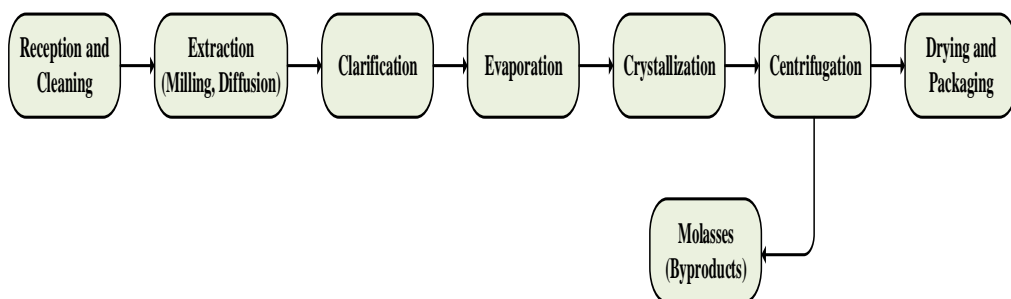 Reception and
Cleaning
Extraction
(Milling, Diffusion)
Clarification
Evaporation
Crystallization
Centrifugation
Drying and
Packaging
Molasses
(Byproducts)